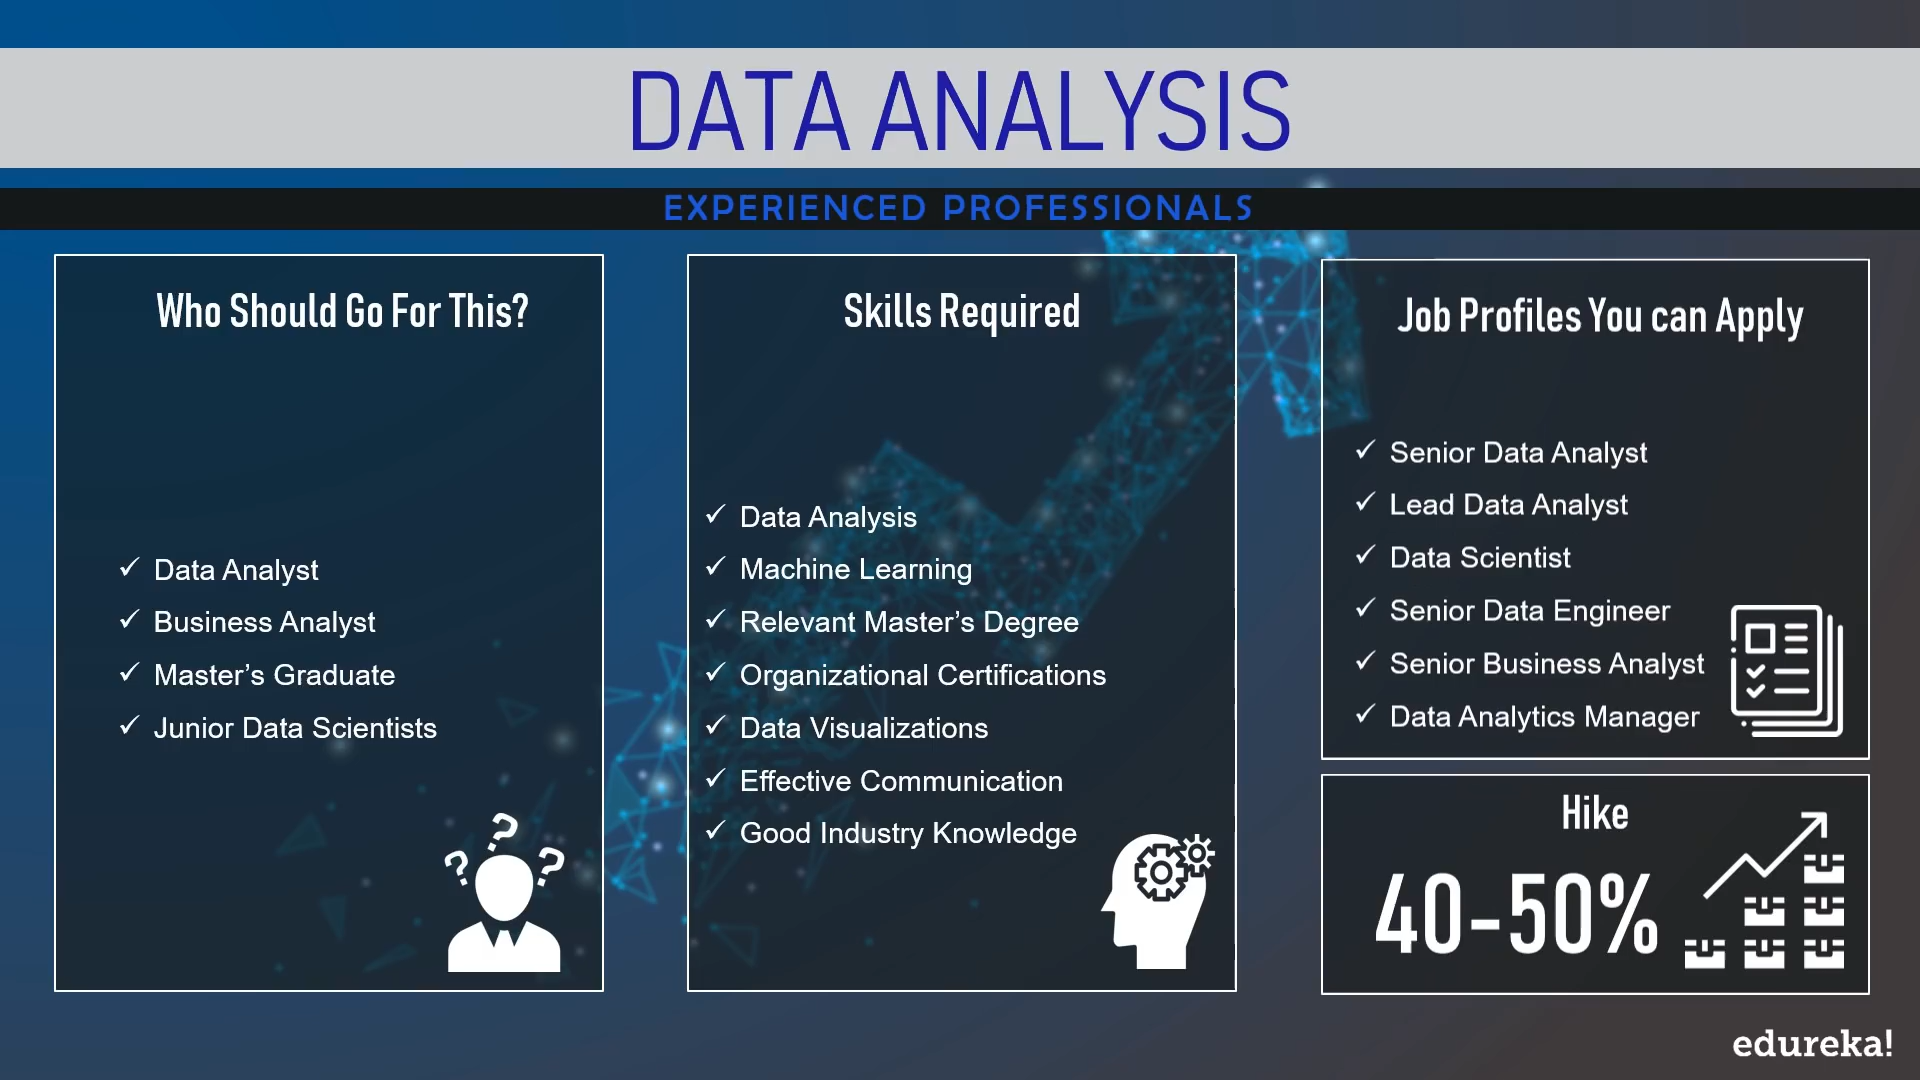 DATA ANALYSIS
EXPERIENCED PROFESSIONALS
Who Should Go For This?
✓ Data Analyst
✓ Business Analyst
✓ Master’s Graduate
✓ Junior Data Scientists
? ? ?
Skills Required
✓ Data Analysis
✓ Machine Learning
✓ Relevant Master’s Degree
✓ Organizational Certifications
✓ Data Visualizations
✓ Effective Communication
✓ Good Industry Knowledge
Job Profiles You can Apply
✓ Senior Data Analyst
✓ Lead Data Analyst
✓ Data Scientist
✓ Senior Data Engineer
✓ Senior Business Analyst
✓ Data Analytics Manager
Hike
40-50%
edureka!